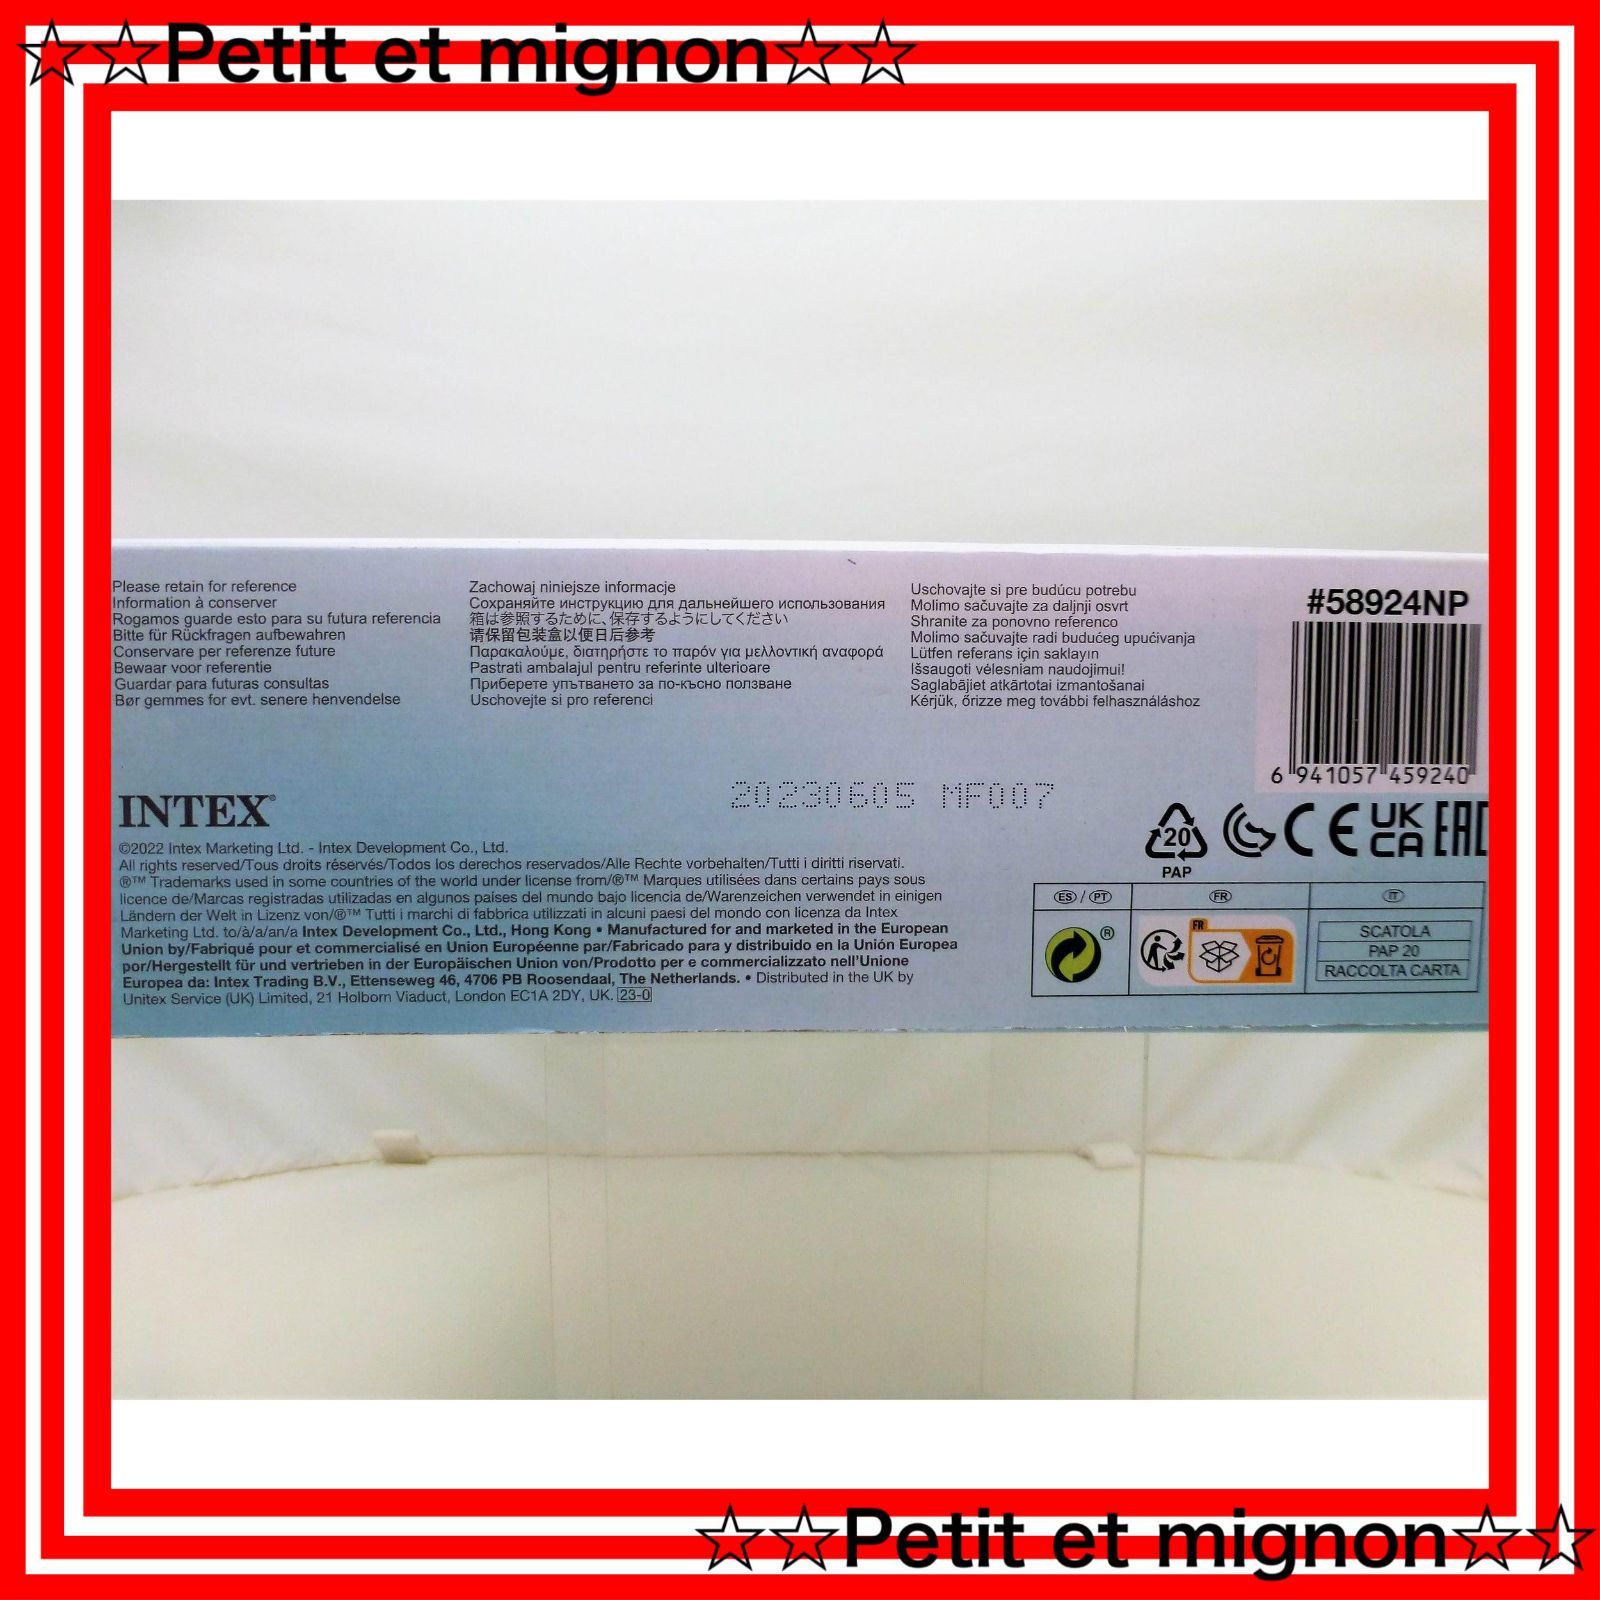 ☆☆Petit et mignon☆☆
Please retain for reference
Information à conserver
Rogamos guarde esto para su futura referencia
Bitte für Rückfragen aufbewahren
Conservare per referenze future
Bewaar voor referentie
Guardar para futuras consultas
Bør gemmes for evt. senere henvendelse
Zachowaj niniejsze informacje
Сохраняйте инструкцию для дальнейшего использования
箱は参照するために、保存するようにしてください
请保留包装盒以便日后参考
Παρακαλούμε, διατηρήστε το παρόν για μελλοντική αναφορά
Pastrati ambalajul pentru referinte ulterioare
Приберете упътването за по-късно ползване
Uschovejte si pro referenci
Uschovajte si pre budúcu potrebu
Molimo sačuvajte za daljnji osvrt
Shranite za ponovno referenco
Molimo sačuvajte radi budućeg upućivanja
Lütfen referans için saklayın
Išsaugoti vėlesniam naudojimui!
Saglabājiet atkārtotai izmantošanai
Kérjük, őrizze meg további felhasználáshoz
#58924NP
6 941057 459240
20230605 MF007
INTEX®
©2022 Intex Marketing Ltd. - Intex Development Co., Ltd.
All rights reserved/Tous droits réservés/Todos los derechos reservados/Alle Rechte vorbehalten/Tutti i diritti riservati.
®™ Trademarks used in some countries of the world under license from/®™ Marques utilisées dans certains pays sous
licence de/Marcas registradas utilizadas en algunos países del mundo bajo licencia de/Warenzeichen verwendet in einigen
Ländern der Welt in Lizenz von/®™ Tutti i marchi di fabbrica utilizzati in alcuni paesi del mondo con licenza da Intex
Marketing Ltd. to/à/a/an/a Intex Development Co., Ltd., Hong Kong • Manufactured for and marketed in the European
Union by/Fabriqué pour et commercialisé en Union Européenne par/Fabricado para y distribuido en la Unión Europea
por/Hergestellt für und vertrieben in der Europäischen Union von/Prodotto per e commercializzato nell'Unione
Europea da: Intex Trading B.V., Ettenseweg 46, 4706 PB Roosendaal, The Netherlands. • Distributed in the UK by
Unitex Service (UK) Limited, 21 Holborn Viaduct, London EC1A 2DY, UK. 23-0
20
PAP
CE
UK
CA
EAC
ES / PT
FR
IT
®
FR
SCATOLA
PAP 20
RACCOLTA CARTA
☆☆Petit et mignon☆☆